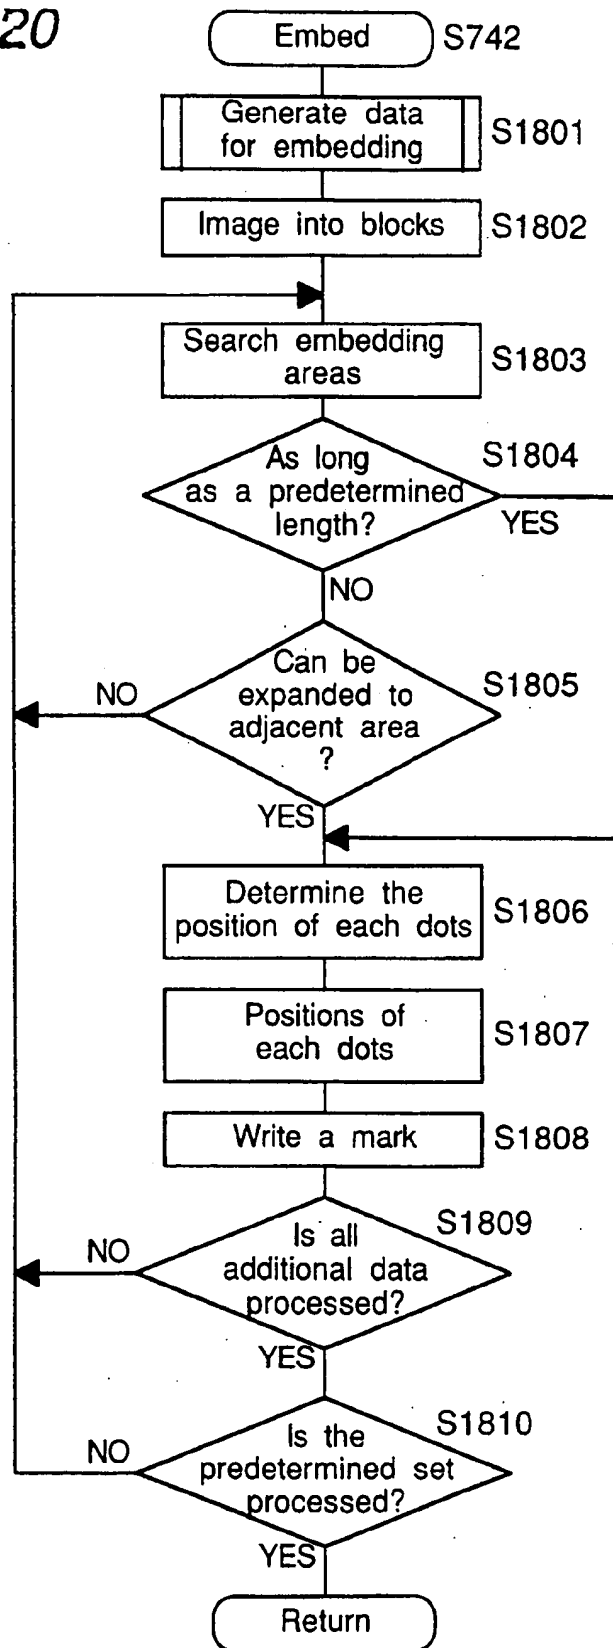 20
Embed
S742
Generate data
for embedding
S1801
Image into blocks
S1802
Search embedding
areas
S1803
As long
as a predetermined
length?
S1804
YES
NO
Can be
expanded to
adjacent area
?
S1805
NO
YES
Determine the
position of each dots
S1806
Positions of
each dots
S1807
Write a mark
S1808
Is all
additional data
processed?
S1809
NO
YES
Is the
predetermined set
processed?
S1810
NO
YES
Return